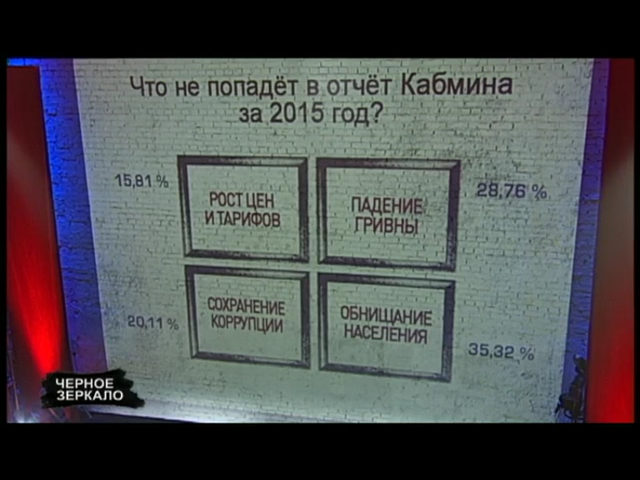 Что не попадёт в отчёт Кабмина
за 2015 год?
15,81 %
РОСТ ЦЕН
И ТАРИФОВ
ПАДЕНИЕ
ГРИВНЫ
28,76 %
20,11 %
СОХРАНЕНИЕ
КОРРУПЦИИ
ОБНИЩАНИЕ
НАСЕЛЕНИЯ
35,32 %
ЧЕРНОЕ
ЗЕРКАЛО